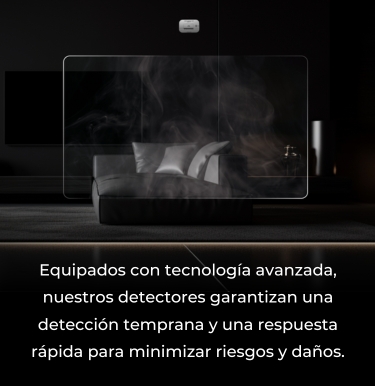 Equipados con tecnología avanzada,
nuestros detectores garantizan una
detección temprana y una respuesta
rápida para minimizar riesgos y daños.